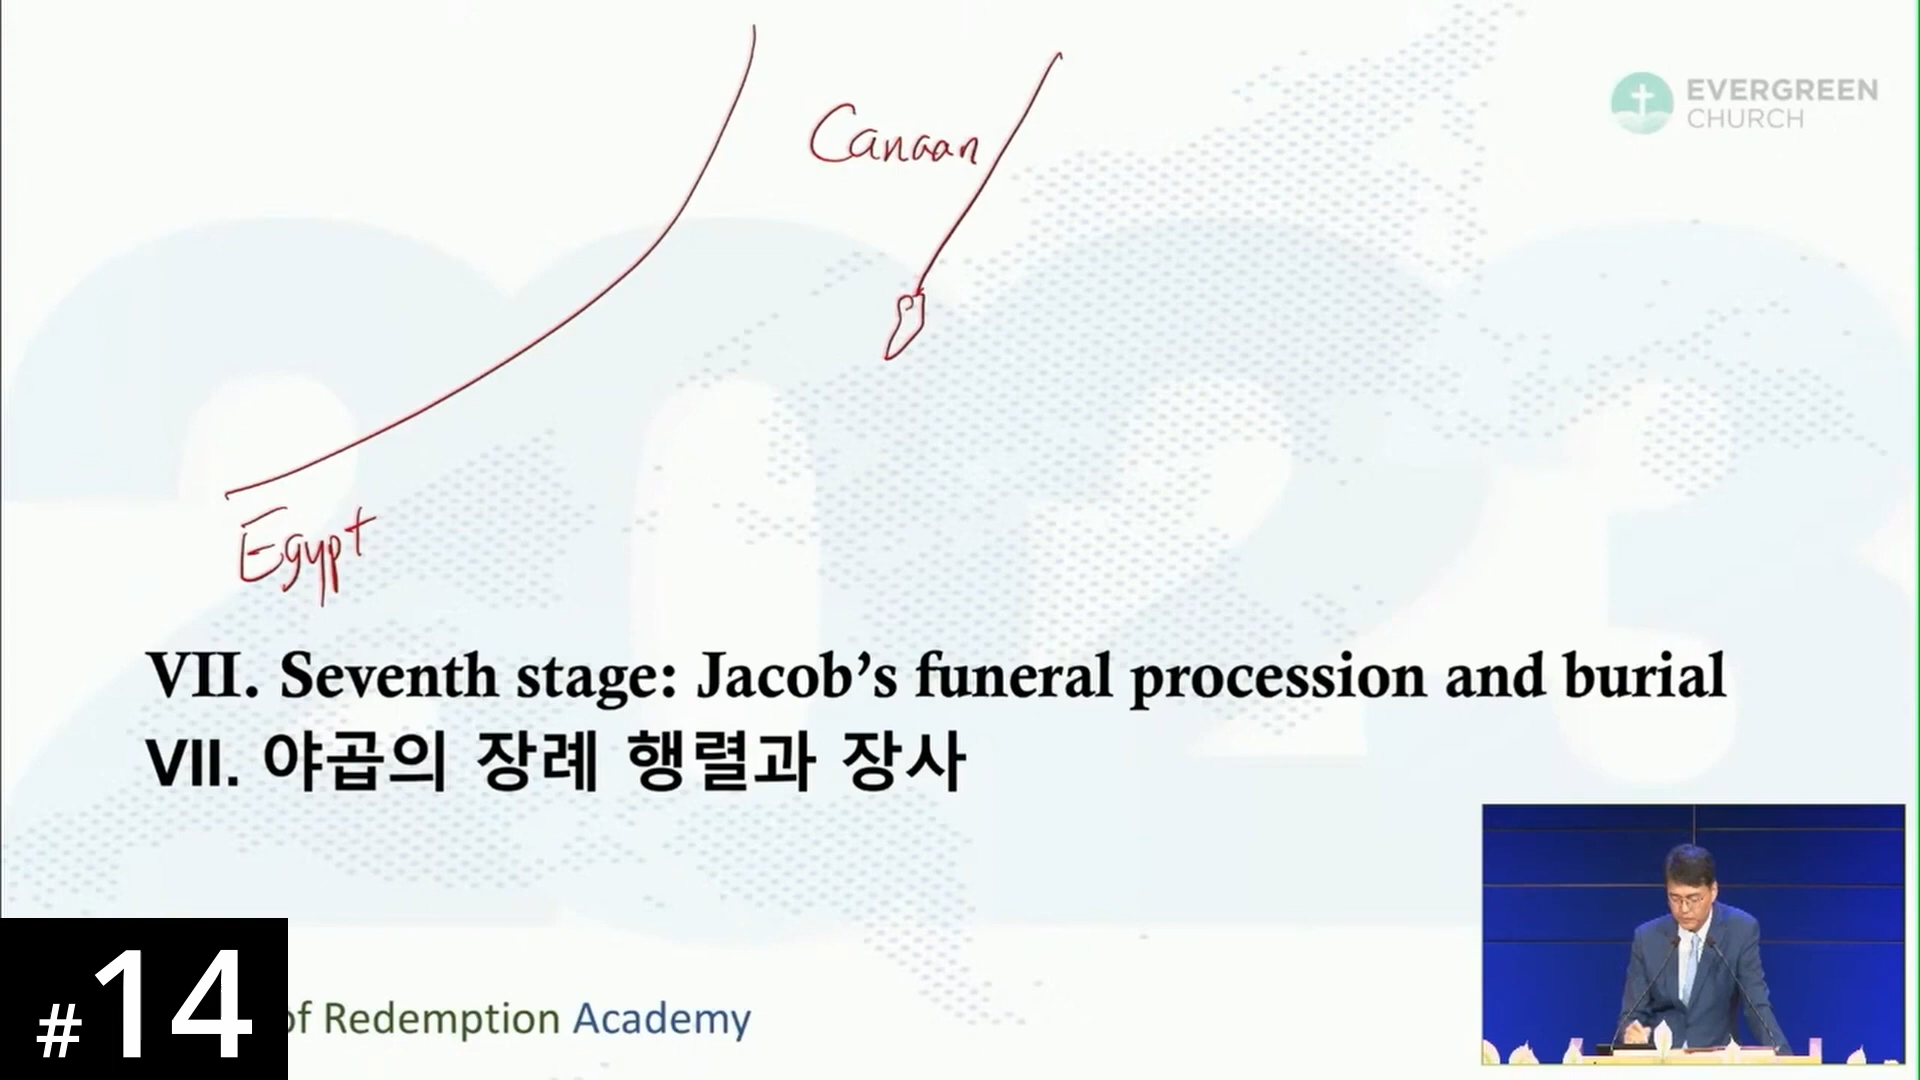 Canaan
EVERGREEN
CHURCH
Egypt
VII. Seventh stage: Jacob’s funeral procession and burial
VII. 야곱의 장례 행렬과 장사
#14
of Redemption Academy